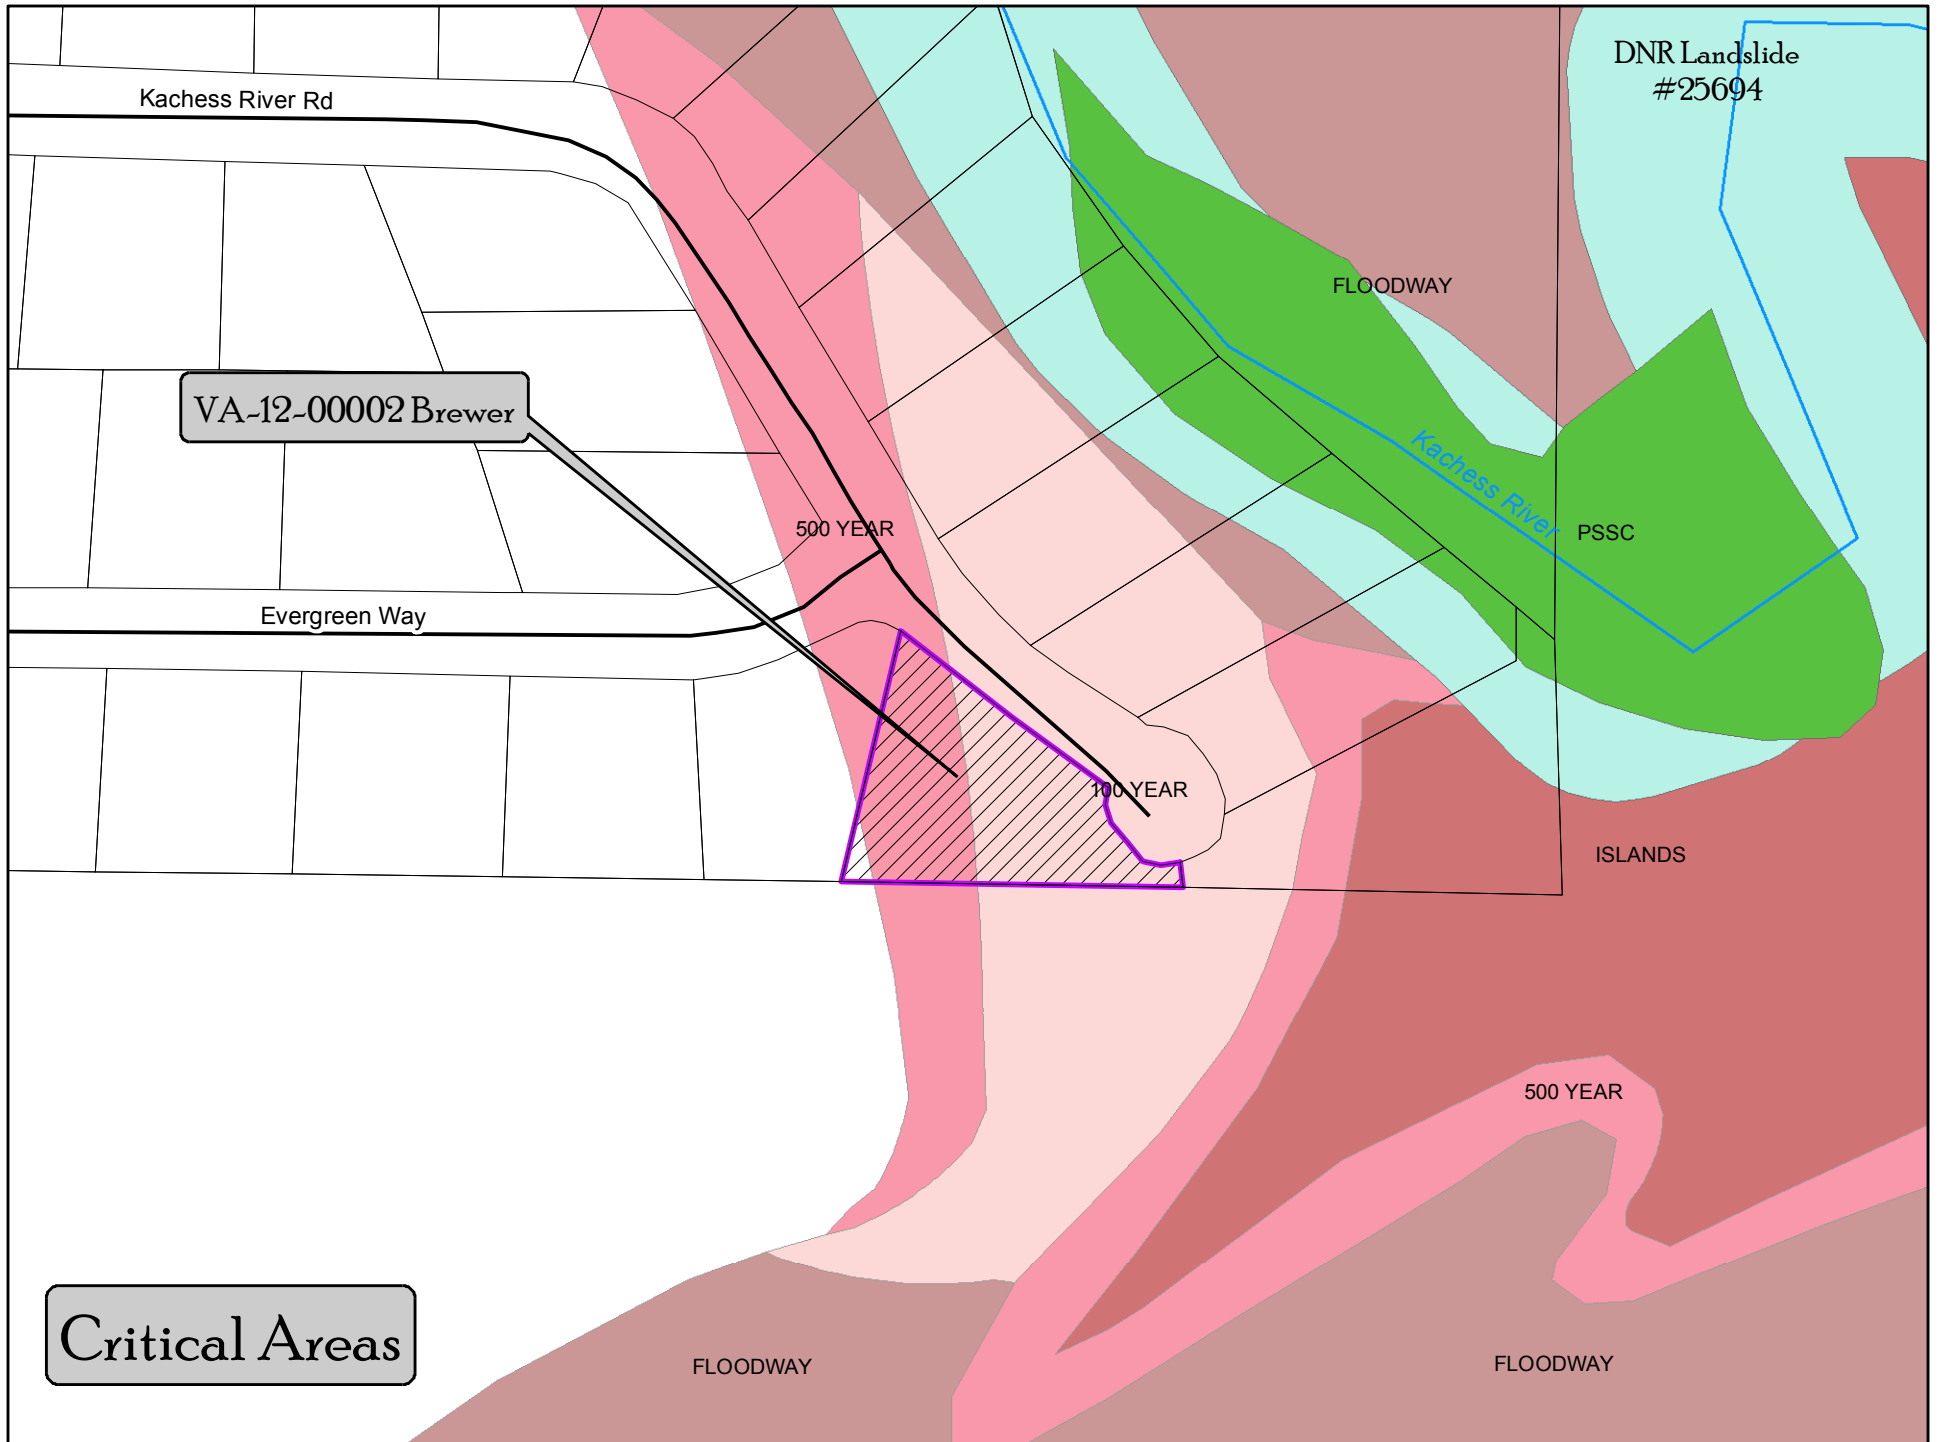 DNR Landslide
#25694
Kachess River Rd
FLOODWAY
VA-12-00002 Brewer
Kachess River
500 YEAR
PSSC
Evergreen Way
100 YEAR
ISLANDS
500 YEAR
Critical Areas
FLOODWAY
FLOODWAY